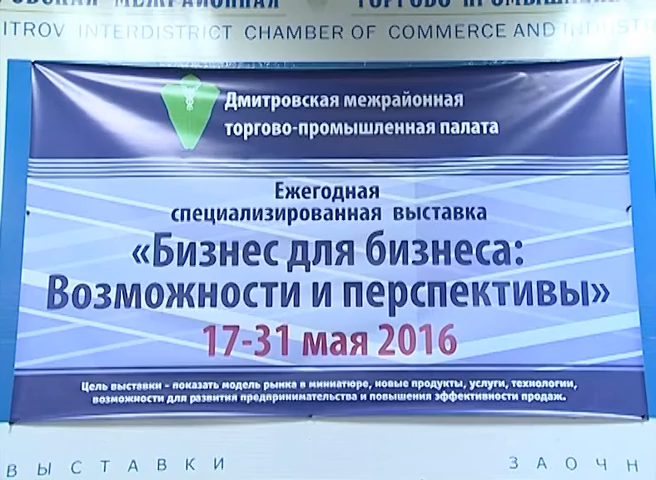 МЕЖРАЙОННАЯ
ITROV INTERDISTRICT CHAMBER OF COMMERCE AND INDUSTR
Дмитровская межрайонная
торгово-промышленная палата
Ежегодная
специализированная выставка
«Бизнес для бизнеса:
Возможности и перспективы»
17-31 мая 2016
Цель выставки - показать модель рынка в миниатюре, новые продукты, услуги, технологии,
возможности для развития предпринимательства и повышения эффективности продаж.
ВЫСТАВКИ ЗАОЧН